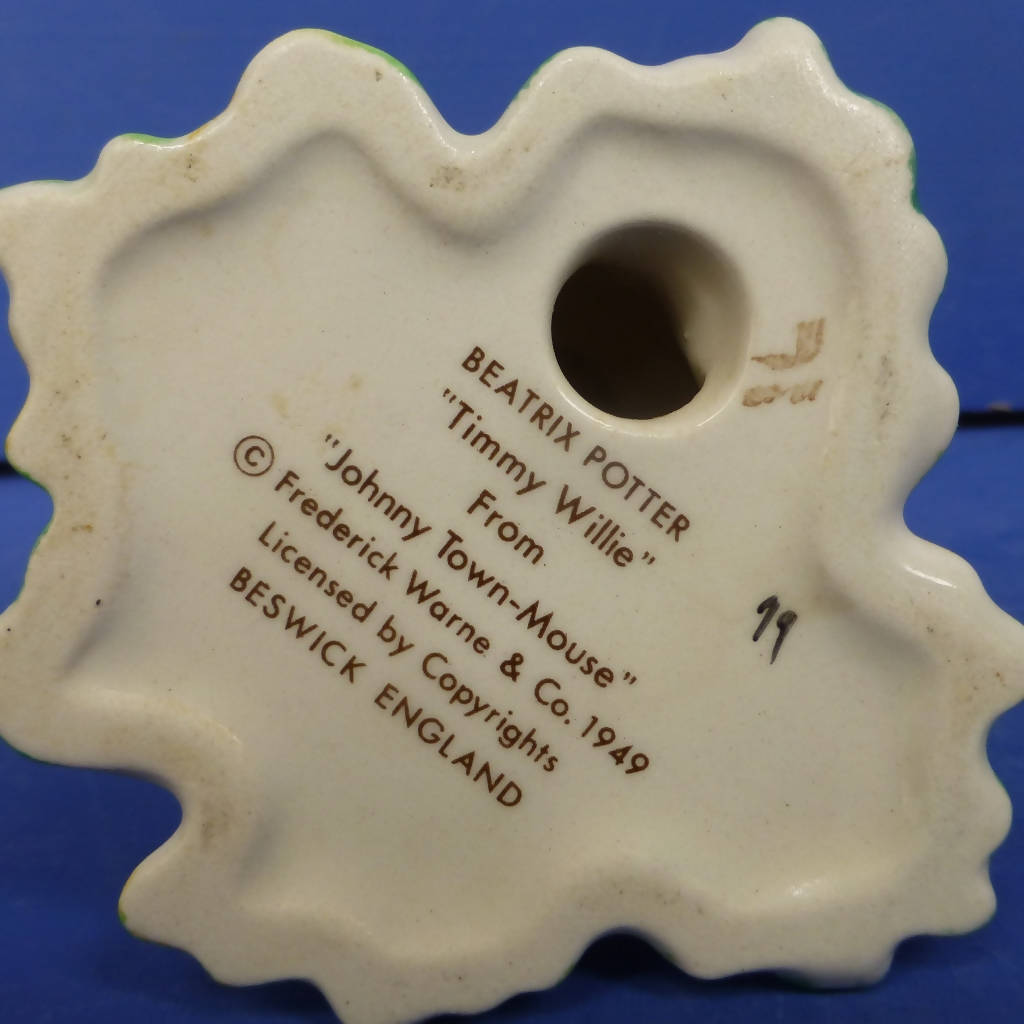 BEATRIX POTTER
"Timmy Willie"
From
"Johnny Town-Mouse"
© Frederick Warne & Co. 1949
Licensed by Copyrights
BESWICK ENGLAND